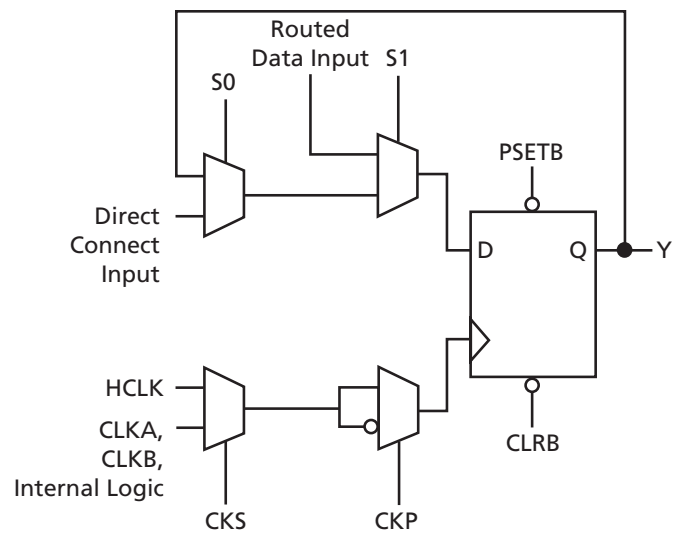 Routed
Data Input
S1
S0
PSETB
Direct
Connect
Input
D
Q
Y
HCLK
CLKA,
CLKB,
Internal Logic
CLRB
CKS
CKP